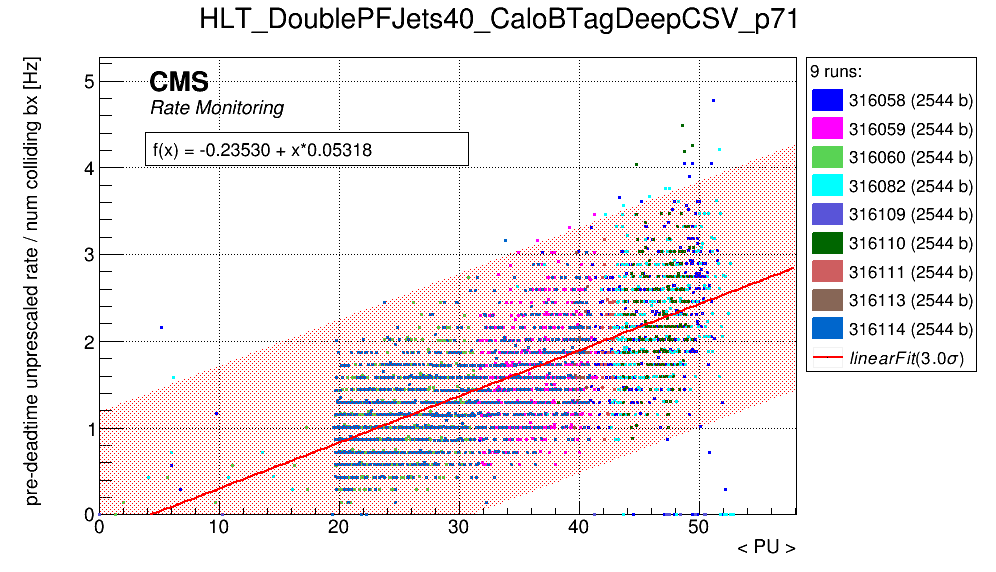 HLT_DoublePFJets40_CaloBTagDeepCSV_p71
pre-deadtime unprescaled rate / num colliding bx [Hz]
CMS
Rate Monitoring
f(x) = -0.23530 + x*0.05318
5
4
3
2
1
0
0 10 20 30 40 50
< PU >
9 runs:
316058 (2544 b)
316059 (2544 b)
316060 (2544 b)
316082 (2544 b)
316109 (2544 b)
316110 (2544 b)
316111 (2544 b)
316113 (2544 b)
316114 (2544 b)
linearFit(3.0σ)